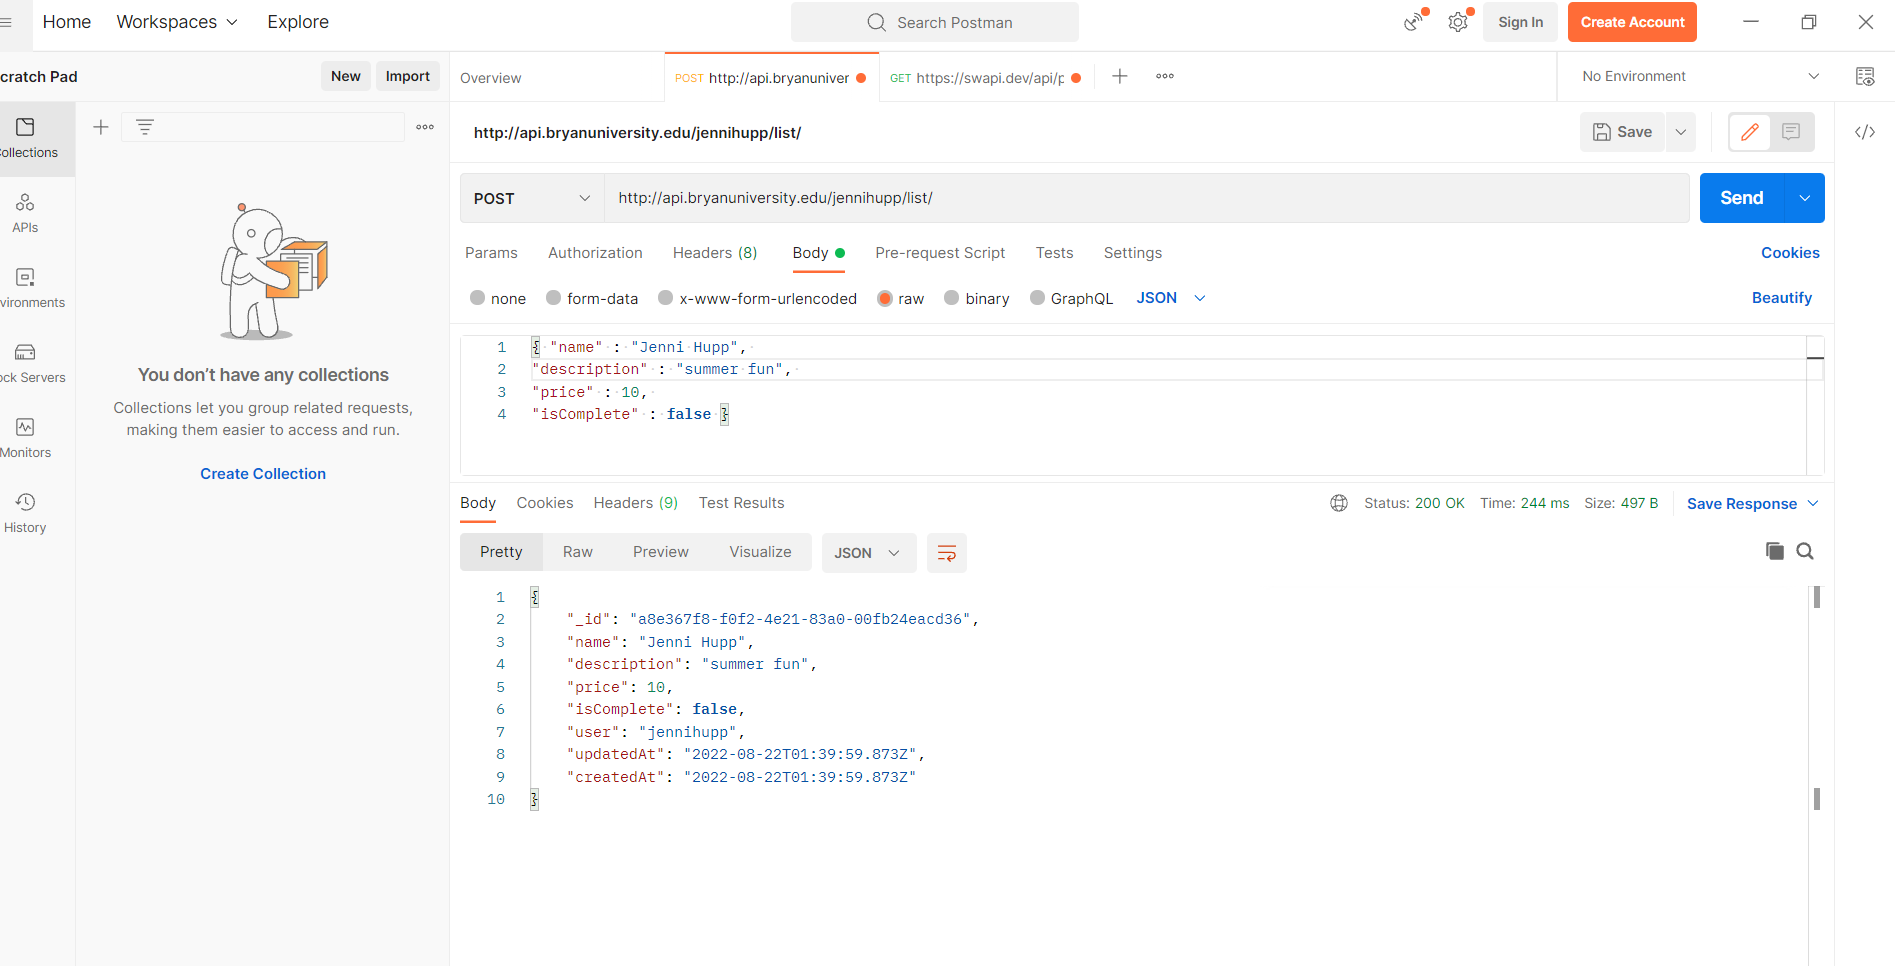 Home Workspaces Explore Search Postman Sign In Create Account
cratch Pad New Import Overview POST http://api.bryanuniver GET https://swapi.dev/api/p No Environment
http://api.bryanuniversity.edu/jennihupp/list/ Save
ollections
POST http://api.bryanuniversity.edu/jennihupp/list/ Send
APIs
Params Authorization Headers (8) Body Pre-request Script Tests Settings Cookies
none form-data x-www-form-urlencoded raw binary GraphQL JSON Beautify
vironments
1 { "name" : "Jenni Hupp",
2 "description" : "summer fun",
3 "price" : 10,
4 "isComplete" : false }
ock Servers
You don’t have any collections
Collections let you group related requests,
making them easier to access and run.
Create Collection
Monitors
History
Body Cookies Headers (9) Test Results Status: 200 OK Time: 244 ms Size: 497 B Save Response
Pretty Raw Preview Visualize JSON
1 {
2 "_id": "a8e367f8-f0f2-4e21-83a0-00fb24eacd36",
3 "name": "Jenni Hupp",
4 "description": "summer fun",
5 "price": 10,
6 "isComplete": false,
7 "user": "jennihupp",
8 "updatedAt": "2022-08-22T01:39:59.873Z",
9 "createdAt": "2022-08-22T01:39:59.873Z"
10 }